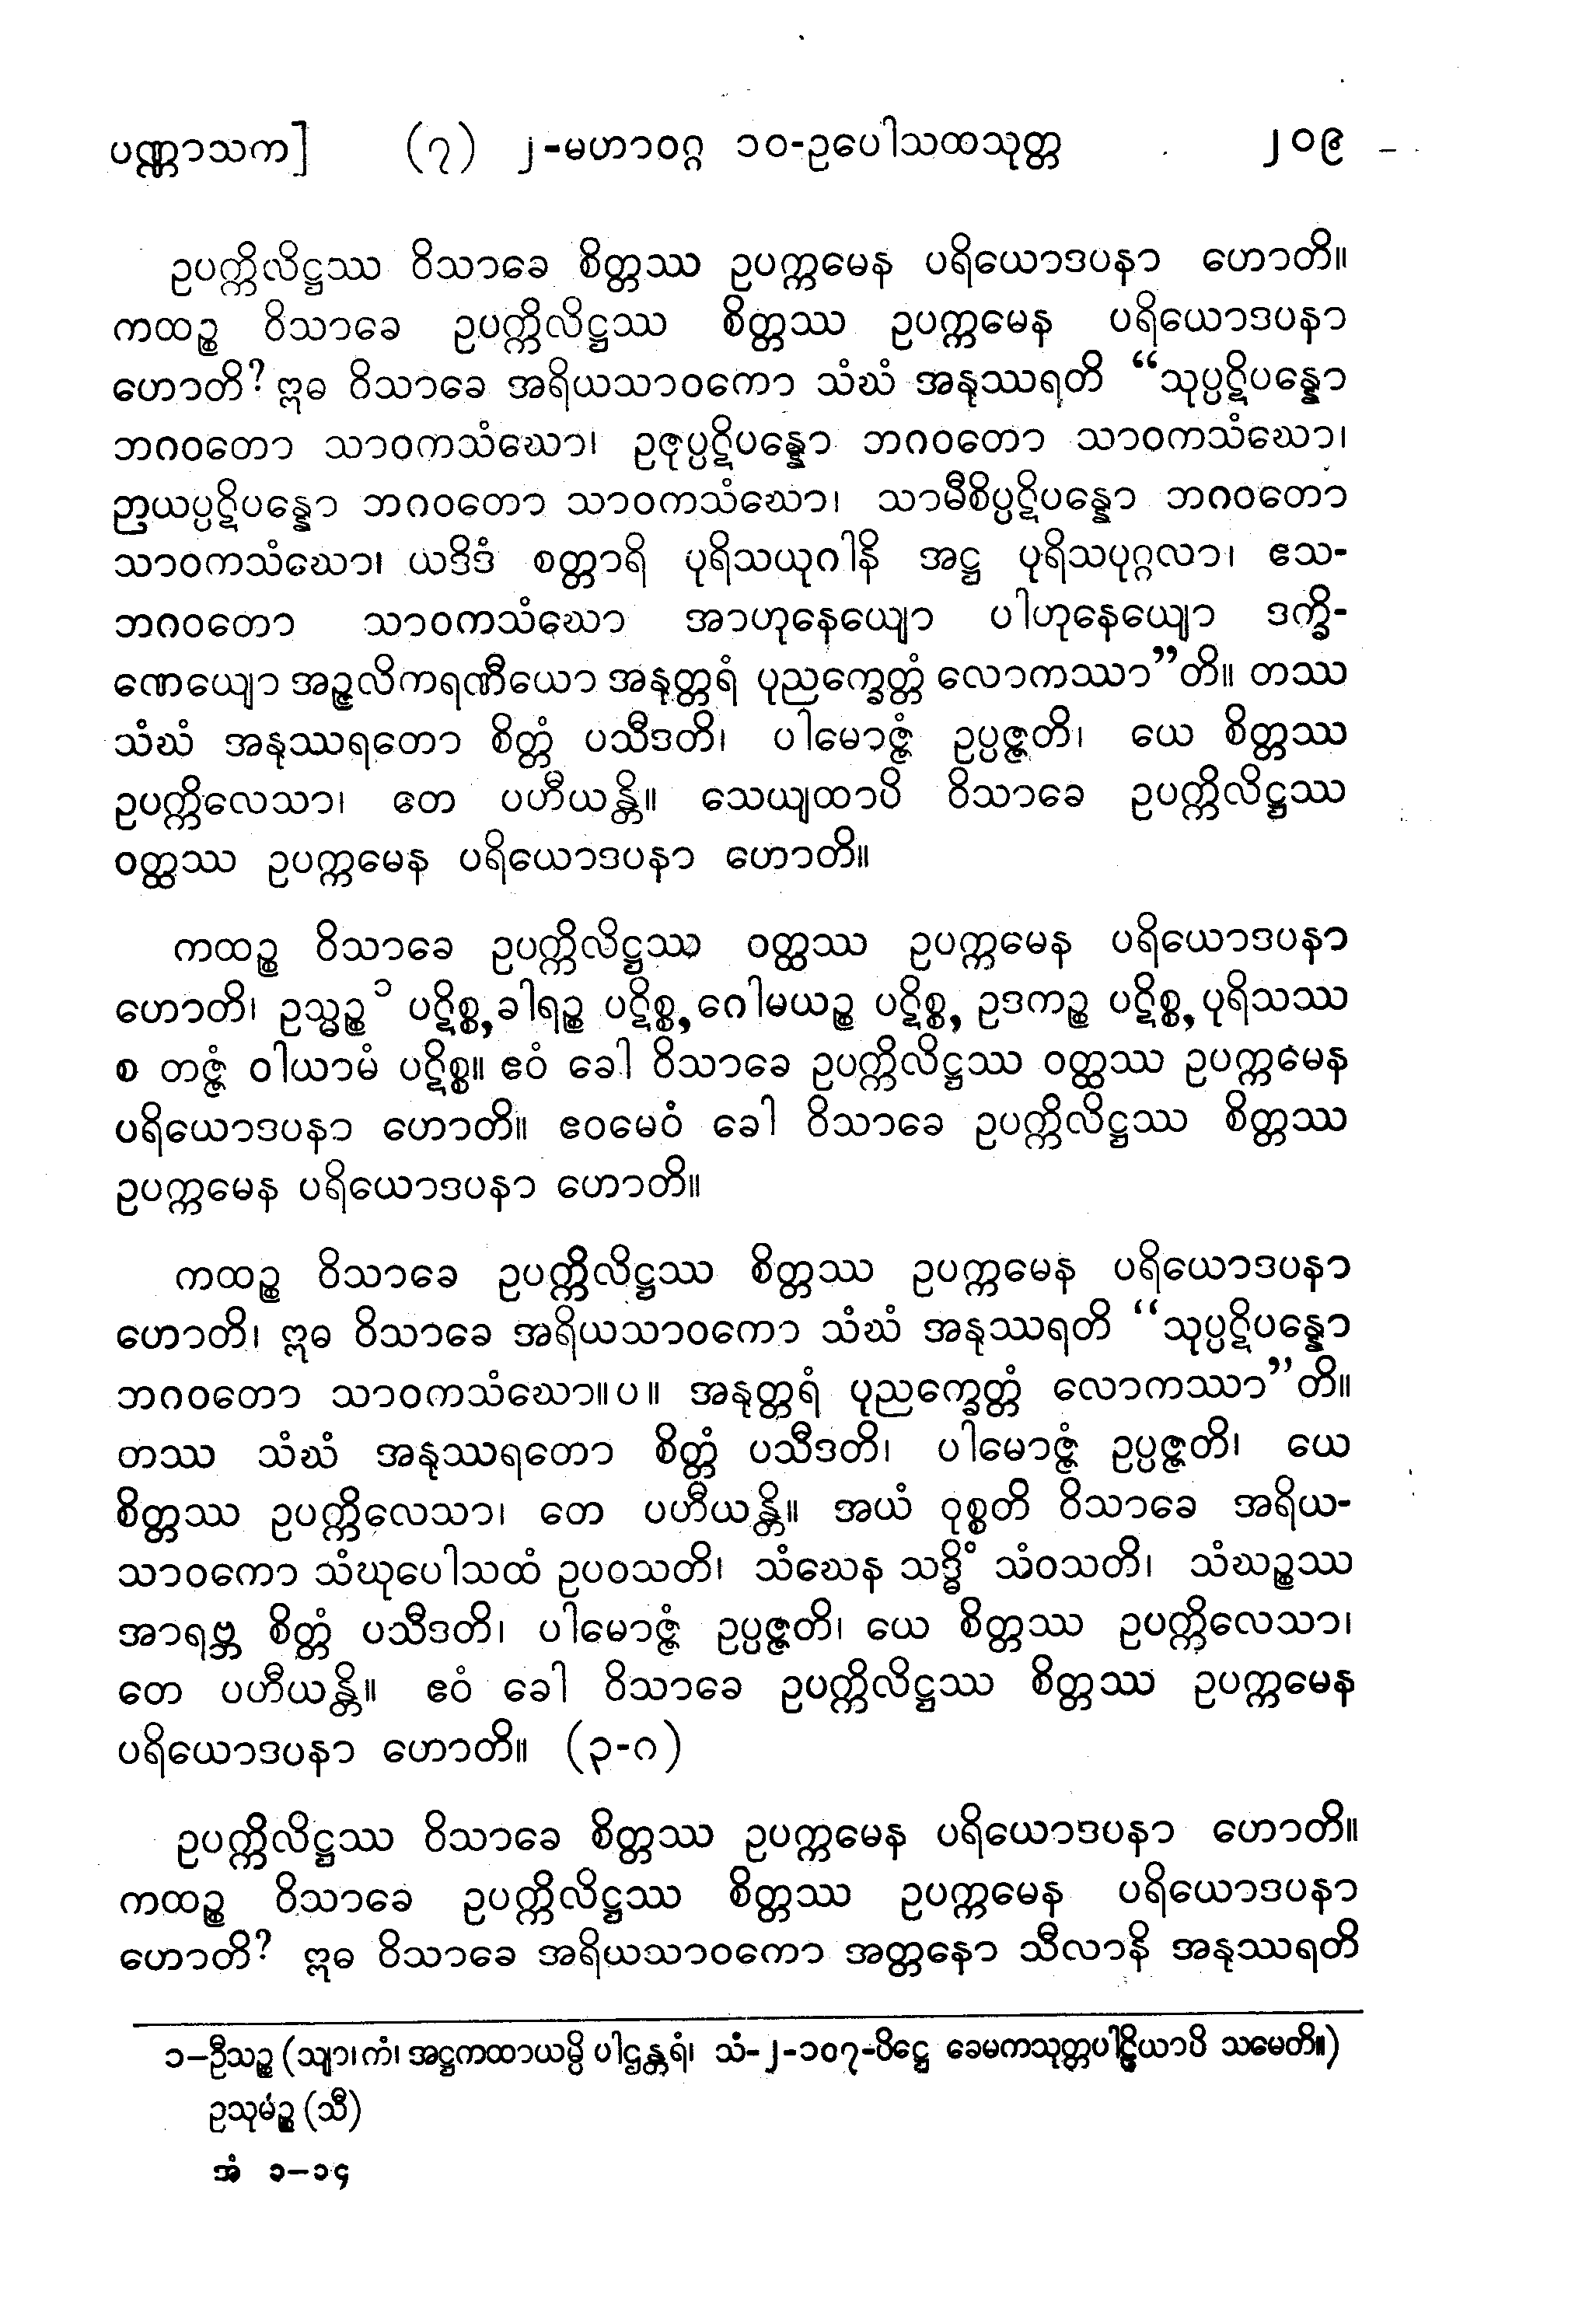 ပဏ္ဏာသက] (၇) ၂-မဟာဝဂ္ဂ ၁၀-ဥပေါသထသုတ္တ ၂၀၉
ဥပက္ကိလိဋ္ဌဿ ဝိသာခေ စိတ္တဿ ဥပက္ကမေန ပရိယောဒပနာ ဟောတိ။
ကထဉ္စ ဝိသာခေ ဥပက္ကိလိဋ္ဌဿ စိတ္တဿ ဥပက္ကမေန ပရိယောဒပနာ
ဟောတိ? ဣဓ ဝိသာခေ အရိယသာဝကော သံဃံ အနုဿရတိ “သုပ္ပဋိပန္နော
ဘဂဝတော သာဝကသံဃော၊ ဥဇုပ္ပဋိပန္နော ဘဂဝတော သာဝကသံဃော၊
ဉာယပ္ပဋိပန္နော ဘဂဝတော သာဝကသံဃော၊ သာမီစိပ္ပဋိပန္နော ဘဂဝတော
သာဝကသံဃော၊ ယဒိဒံ စတ္တာရိ ပုရိသယုဂါနိ အဋ္ဌ ပုရိသပုဂ္ဂလာ၊ ဧသ-
ဘဂဝတော သာဝကသံဃော အာဟုနေယျော ပါဟုနေယျော ဒက္ခိ-
ဏေယျော အဉ္ဇလိကရဏီယော အနုတ္တရံ ပုညက္ခေတ္တံ လောကဿာ”တိ။ တဿ
သံဃံ အနုဿရတော စိတ္တံ ပသီဒတိ၊ ပါမောဇ္ဇံ ဥပ္ပဇ္ဇတိ၊ ယေ စိတ္တဿ
ဥပက္ကိလေသာ၊ တေ ပဟီယန္တိ။ သေယျထာပိ ဝိသာခေ ဥပက္ကိလိဋ္ဌဿ
ဝတ္ထဿ ဥပက္ကမေန ပရိယောဒပနာ ဟောတိ။
ကထဉ္စ ဝိသာခေ ဥပက္ကိလိဋ္ဌဿ ဝတ္ထဿ ဥပက္ကမေန ပရိယောဒပနာ
ဟောတိ၊ ဥသ္မဉ္စ ၁ ပဋိစ္စ, ခါရဉ္စ ပဋိစ္စ, ဂေါမယဉ္စ ပဋိစ္စ, ဥဒကဉ္စ ပဋိစ္စ, ပုရိသဿ
စ တဇ္ဇံ ဝါယာမံ ပဋိစ္စ။ ဧဝံ ခေါ ဝိသာခေ ဥပက္ကိလိဋ္ဌဿ ဝတ္ထဿ ဥပက္ကမေန
ပရိယောဒပနာ ဟောတိ။ ဧဝမေဝံ ခေါ ဝိသာခေ ဥပက္ကိလိဋ္ဌဿ စိတ္တဿ
ဥပက္ကမေန ပရိယောဒပနာ ဟောတိ။
ကထဉ္စ ဝိသာခေ ဥပက္ကိလိဋ္ဌဿ စိတ္တဿ ဥပက္ကမေန ပရိယောဒပနာ
ဟောတိ၊ ဣဓ ဝိသာခေ အရိယသာဝကော သံဃံ အနုဿရတိ “သုပ္ပဋိပန္နော
ဘဂဝတော သာဝကသံဃော။ပ။ အနုတ္တရံ ပုညက္ခေတ္တံ လောကဿာ”တိ။
တဿ သံဃံ အနုဿရတော စိတ္တံ ပသီဒတိ၊ ပါမောဇ္ဇံ ဥပ္ပဇ္ဇတိ၊ ယေ
စိတ္တဿ ဥပက္ကိလေသာ၊ တေ ပဟီယန္တိ။ အယံ ဝုစ္စတိ ဝိသာခေ အရိယ-
သာဝကော သံဃုပေါသထံ ဥပဝသတိ၊ သံဃေန သဒ္ဓိံ သံဝသတိ၊ သံဃဉ္စဿ
အာရဗ္ဘ စိတ္တံ ပသီဒတိ၊ ပါမောဇ္ဇံ ဥပ္ပဇ္ဇတိ၊ ယေ စိတ္တဿ ဥပက္ကိလေသာ၊
တေ ပဟီယန္တိ။ ဧဝံ ခေါ ဝိသာခေ ဥပက္ကိလိဋ္ဌဿ စိတ္တဿ ဥပက္ကမေန
ပရိယောဒပနာ ဟောတိ။ (၃-ဂ)
ဥပက္ကိလိဋ္ဌဿ ဝိသာခေ စိတ္တဿ ဥပက္ကမေန ပရိယောဒပနာ ဟောတိ။
ကထဉ္စ ဝိသာခေ ဥပက္ကိလိဋ္ဌဿ စိတ္တဿ ဥပက္ကမေန ပရိယောဒပနာ
ဟောတိ? ဣဓ ဝိသာခေ အရိယသာဝကော အတ္တနော သီလာနိ အနုဿရတိ
၁–ဦသဉ္စ (သျာ၊ ကံ၊ အဋ္ဌကထာယမ္ပိ ပါဌန္တရံ၊ သံ-၂-၁၀၇-ပိဋ္ဌေ ခေမကသုတ္တပါဠိယာပိ သမေတိ။)
ဥသုမံဉ္စ (သီ)
အံ ၁–၁၄